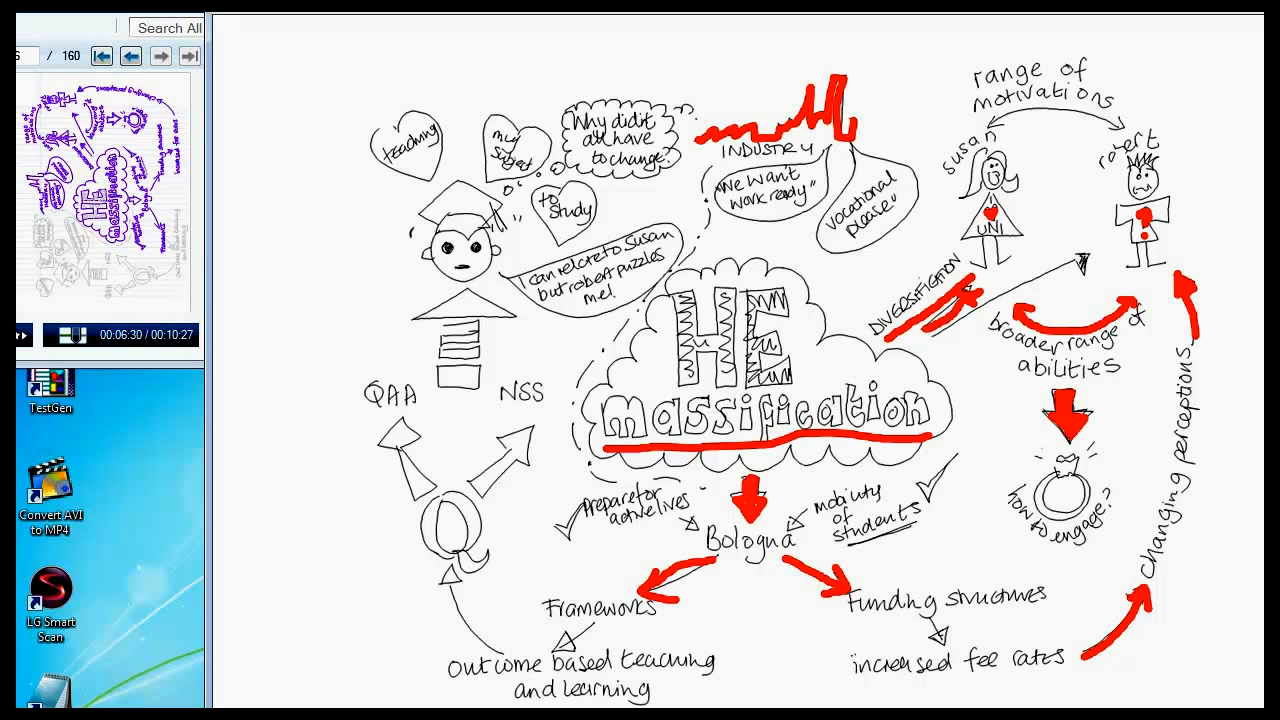 Search All
/ 160
00:06:30 / 00:10:27
TestGen
Convert AVI
to MP4
LG Smart
Scan
teaching
my
subject
to
study
Why did it
all have
to change?
I can relate to Susan
but robert puzzles
me!
INDUSTRY
"We want
work ready"
vocational
please"
range of
motivations
susan
robert
UNI
?
DIVERSIFICATION
broader range of
abilities
how to engage?
HE
massification
QAA
NSS
Q
prepare for
active lives
mobility
of
students
Bologna
Frameworks
Funding structures
outcome based teaching
and learning
increased fee rates
changing perceptions